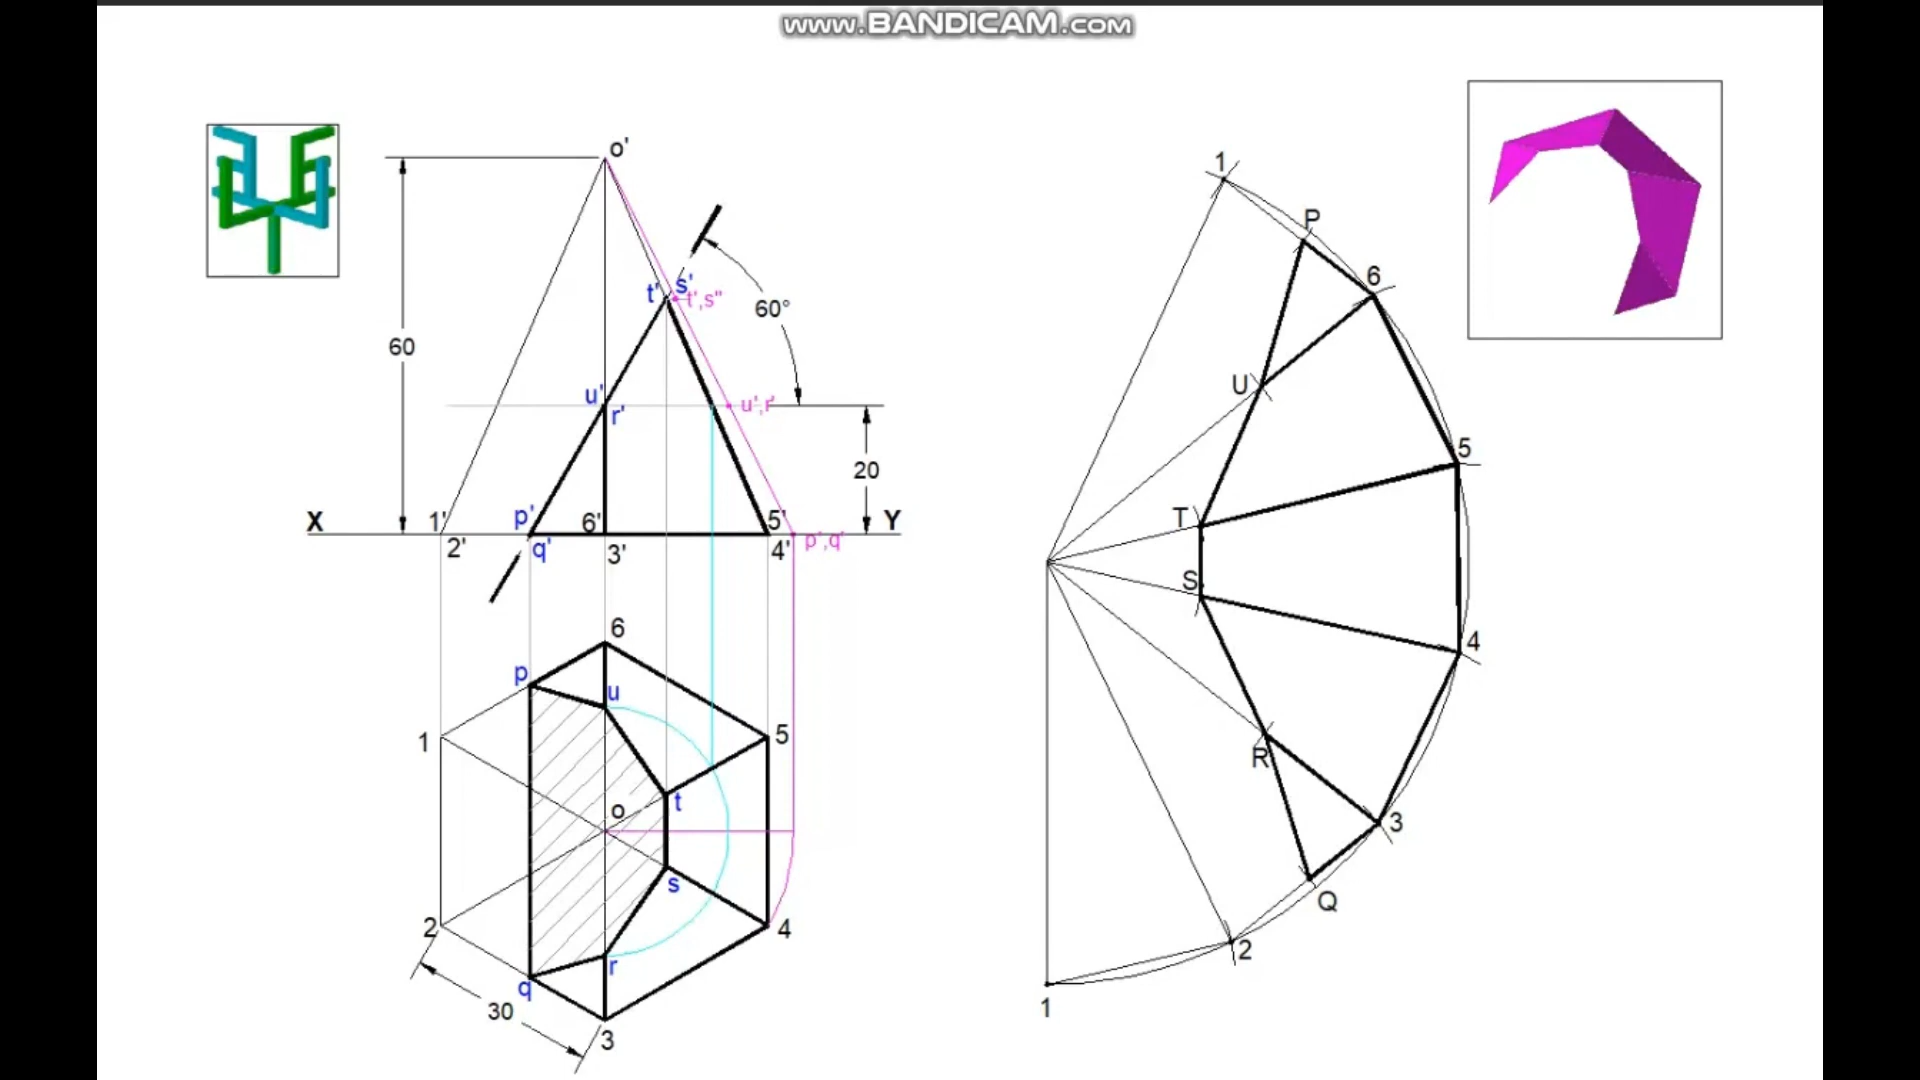 www.BANDICAM.com
o'
60
60°
t'
s'
t',s"
u'
r'
u',r'
20
X
Y
1'
2'
p'
q'
6'
3'
5'
4'
p',q'
6
p
u
1
5
o
t
s
2
4
q
r
30
3
1
P
6
U
5
T
S
4
R
3
Q
2
1